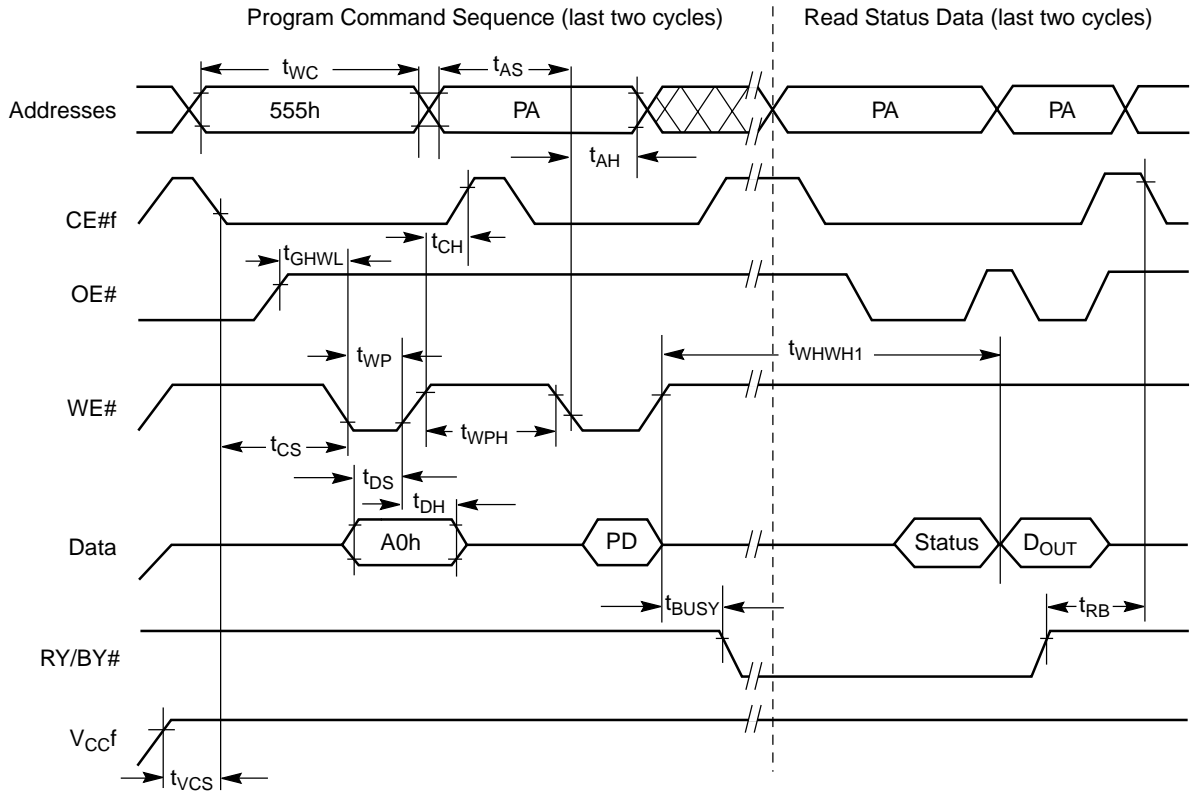 Program Command Sequence (last two cycles) Read Status Data (last two cycles)
tWC tAS
Addresses 555h PA PA PA
tAH
CE#f
tCH
tGHWL
OE#
tWP tWHWH1
WE#
tCS tWPH
tDS
tDH
Data A0h PD Status DOUT
tBUSY tRB
RY/BY#
VCCf
tVCS